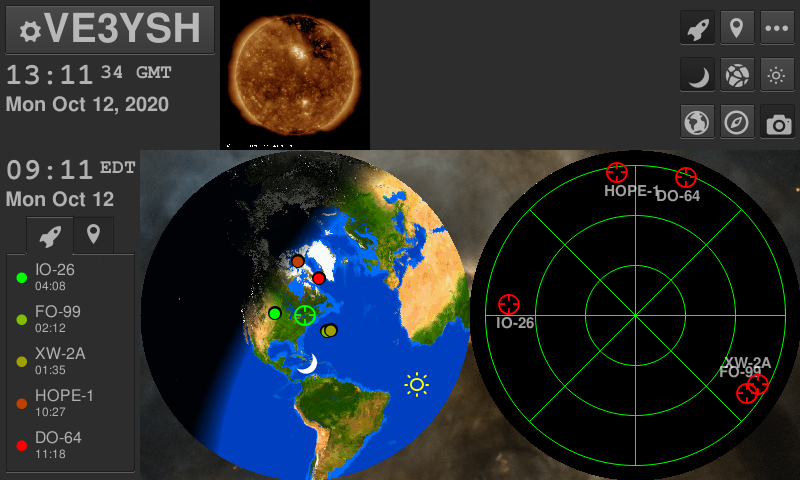 VE3YSH
13:11 34 GMT
Mon Oct 12, 2020
09:11 EDT
Mon Oct 12
IO-26
04:08
FO-99
02:12
XW-2A
01:35
HOPE-1
10:27
DO-64
11:18
HOPE-1
DO-64
IO-26
XW-2A
FO-99